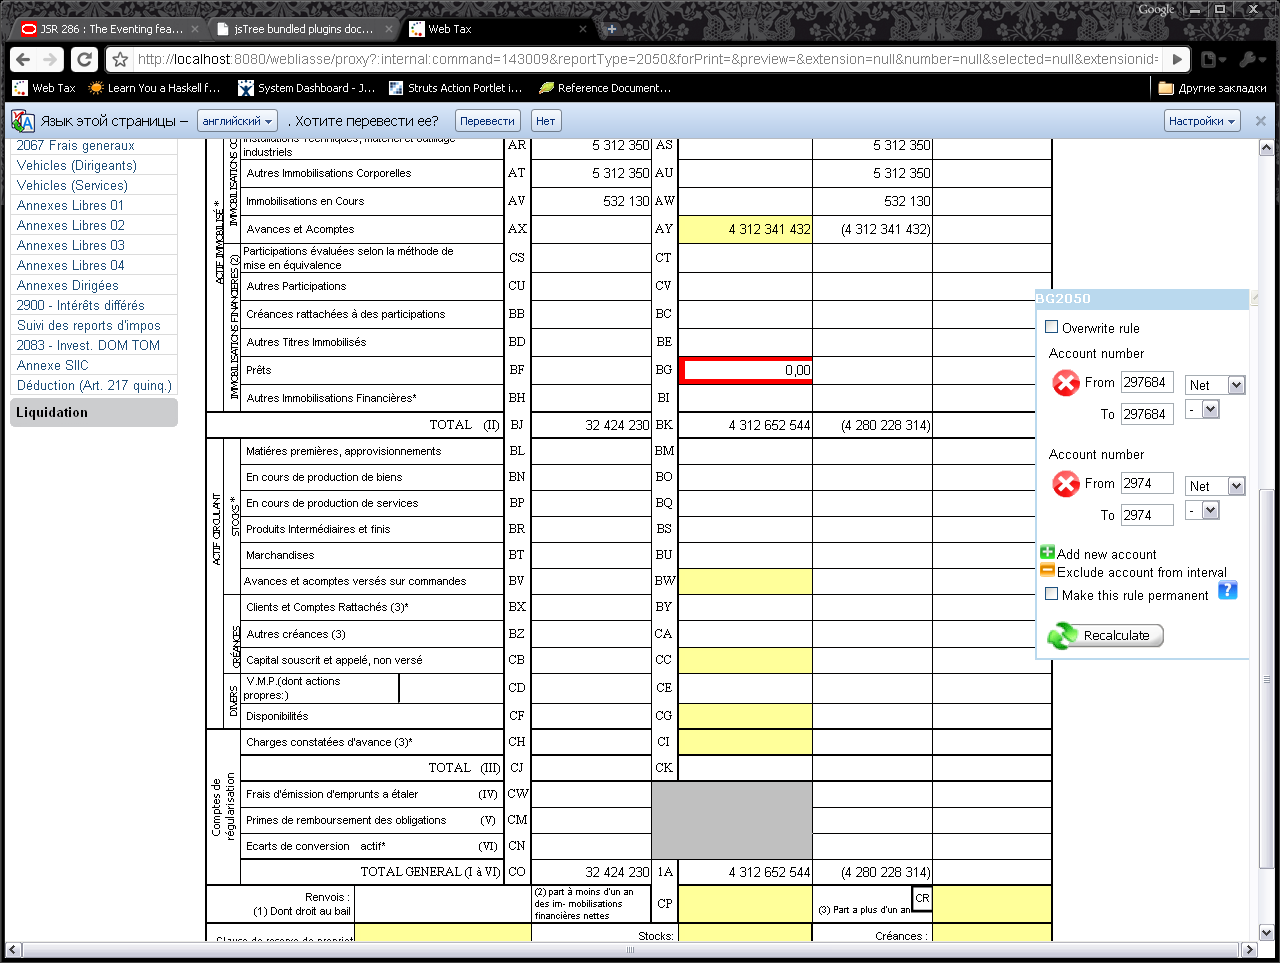 Google
JSR 286 : The Eventing fea...
jsTree bundled plugins doc...
Web Tax
http://localhost:8080/webliasse/proxy?:internal:command=143009&reportType=2050&forPrint=&preview=&extension=null&number=null&selected=null&extensionid=
Web Tax
Learn You a Haskell f...
System Dashboard - J...
Struts Action Portlet i...
Reference Document...
Другие закладки
Язык этой страницы – английский . Хотите перевести ее? Перевести Нет Настройки
2067 Frais generaux
Vehicles (Dirigeants)
Vehicles (Services)
Annexes Libres 01
Annexes Libres 02
Annexes Libres 03
Annexes Libres 04
Annexes Dirigées
2900 - Intérêts différés
Suivi des reports d'impos
2083 - Invest. DOM TOM
Annexe SIIC
Déduction (Art. 217 quinq.)
Liquidation
ACTIF IMMOBILISÉ *
IMMOBILISATIONS CO
Installations Techniques, matériel et outillage
industriels AR 5 312 350 AS 5 312 350
Autres Immobilisations Corporelles AT 5 312 350 AU 5 312 350
Immobilisations en Cours AV 532 130 AW 532 130
Avances et Acomptes AX AY 4 312 341 432 (4 312 341 432)
IMMOBILISATIONS FINANCIERES (2)
Participations évaluées selon la méthode de
mise en équivalence CS CT
Autres Participations CU CV
Créances rattachées à des participations BB BC
Autres Titres Immobilisés BD BE
Prêts BF BG 0,00
Autres Immobilisations Financières* BH BI
TOTAL (II) BJ 32 424 230 BK 4 312 652 544 (4 280 228 314)
ACTIF CIRCULANT
STOCKS *
Matiéres premières, approvisionnements BL BM
En cours de production de biens BN BO
En cours de production de services BP BQ
Produits Intermédiaires et finis BR BS
Marchandises BT BU
Avances et acomptes versés sur commandes BV BW
CRÉANCES
Clients et Comptes Rattachés (3)* BX BY
Autres créances (3) BZ CA
Capital souscrit et appelé, non versé CB CC
DIVERS
V.M.P.(dont actions
propres:) CD CE
Disponibilités CF CG
Comptes de
régularisation
Charges constatées d'avance (3)* CH CI
TOTAL (III) CJ CK
Frais d'émission d'emprunts a étaler (IV) CW
Primes de remboursement des obligations (V) CM
Ecarts de conversion actif* (VI) CN
TOTAL GENERAL (I à VI) CO 32 424 230 1A 4 312 652 544 (4 280 228 314)
Renvois :
(1) Dont droit au bail
(2) part à moins d'un an
des im- mobilisations
financières nettes
CP
(3) Part a plus d'un an
CR
Clause de reserve de propriet
Stocks:
Créances :
BG2050
Overwrite rule
Account number
From 297684 Net
To 297684 -
Account number
From 2974 Net
To 2974 -
Add new account
Exclude account from interval
Make this rule permanent
Recalculate